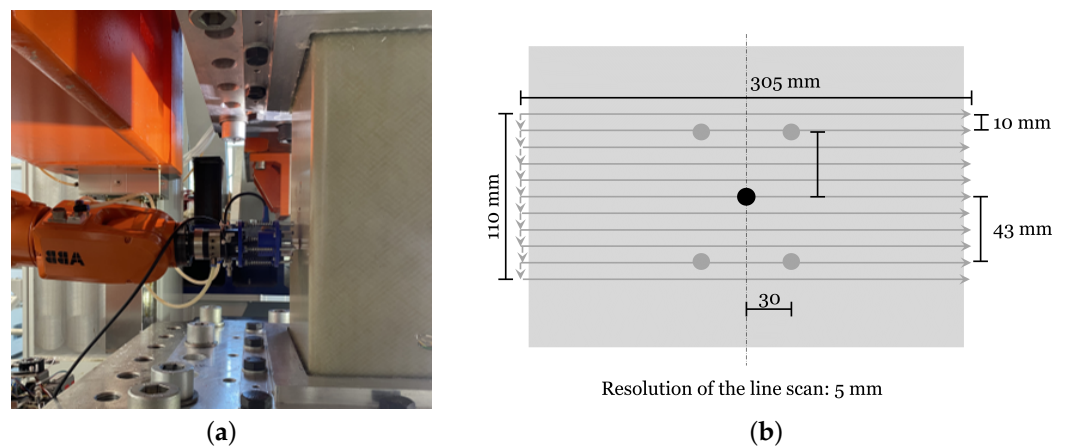 ABB
(a)
305 mm
10 mm
110 mm
43 mm
30
Resolution of the line scan: 5 mm
(b)